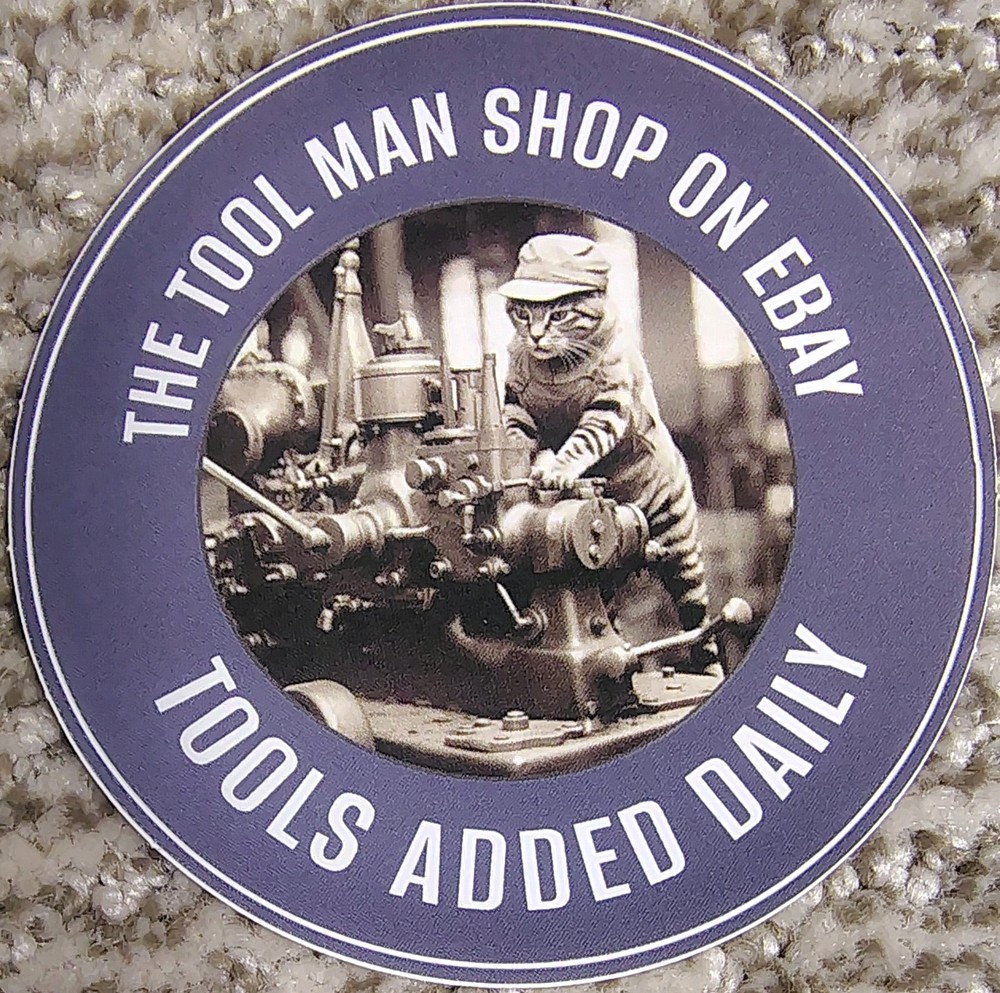 THE TOOL MAN SHOP ON EBAY
TOOLS ADDED DAILY